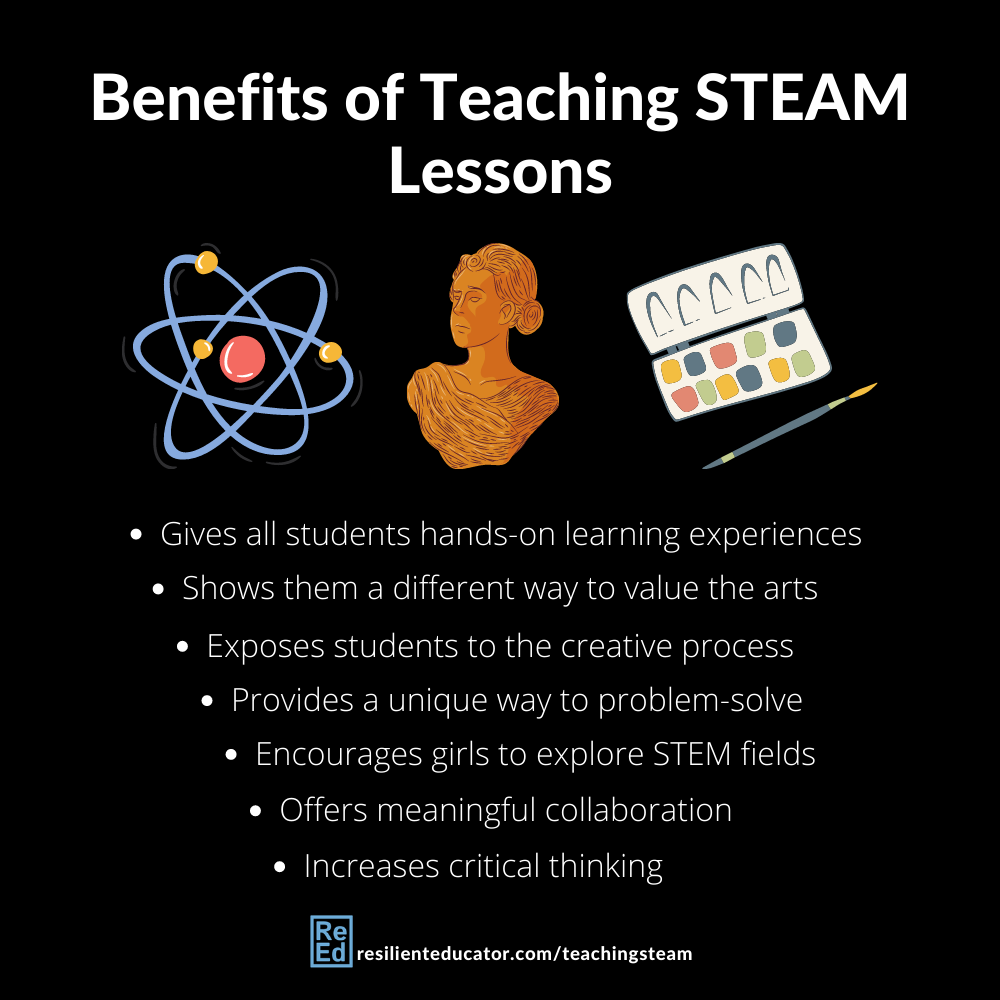 Benefits of Teaching STEAM
Lessons
• Gives all students hands-on learning experiences
• Shows them a different way to value the arts
• Exposes students to the creative process
• Provides a unique way to problem-solve
• Encourages girls to explore STEM fields
• Offers meaningful collaboration
• Increases critical thinking
Re
Ed
resilienteducator.com/teachingsteam